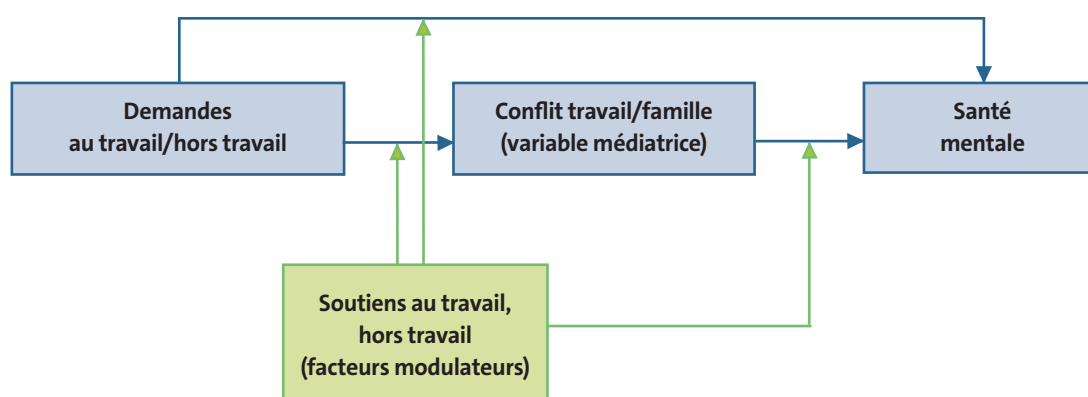 Demandes
au travail/hors travail
Conflit travail/famille
(variable médiatrice)
Santé
mentale
Soutiens au travail,
hors travail
(facteurs modulateurs)